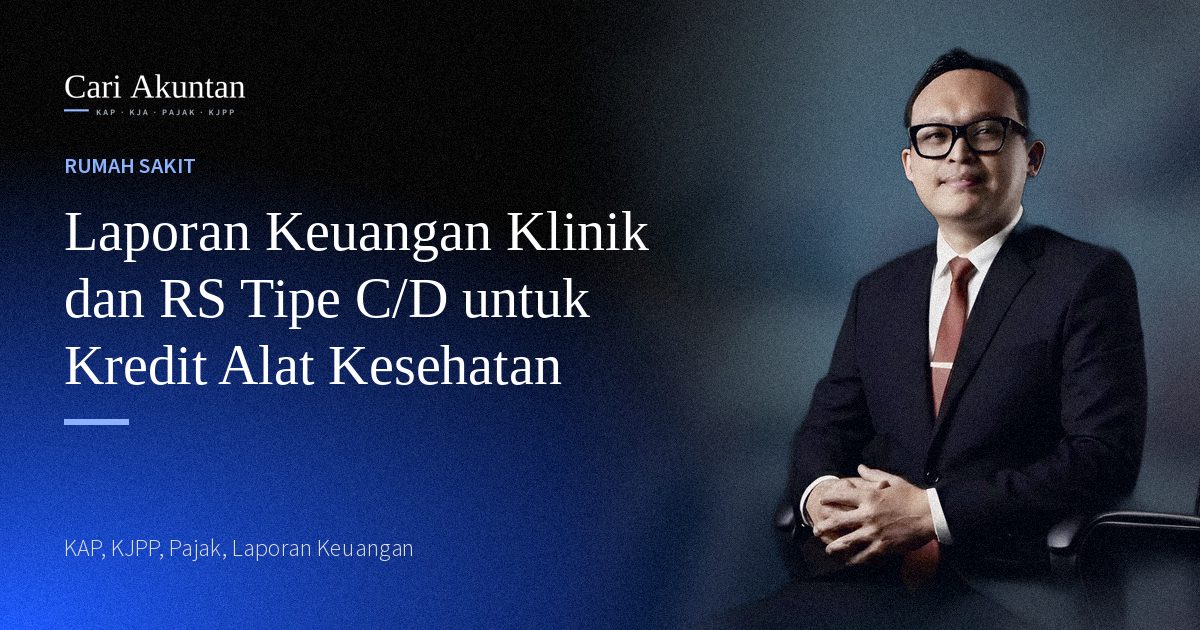 Cari Akuntan
KAP · KJA · PAJAK · KJPP
RUMAH SAKIT
Laporan Keuangan Klinik
dan RS Tipe C/D untuk
Kredit Alat Kesehatan
KAP, KJPP, Pajak, Laporan Keuangan